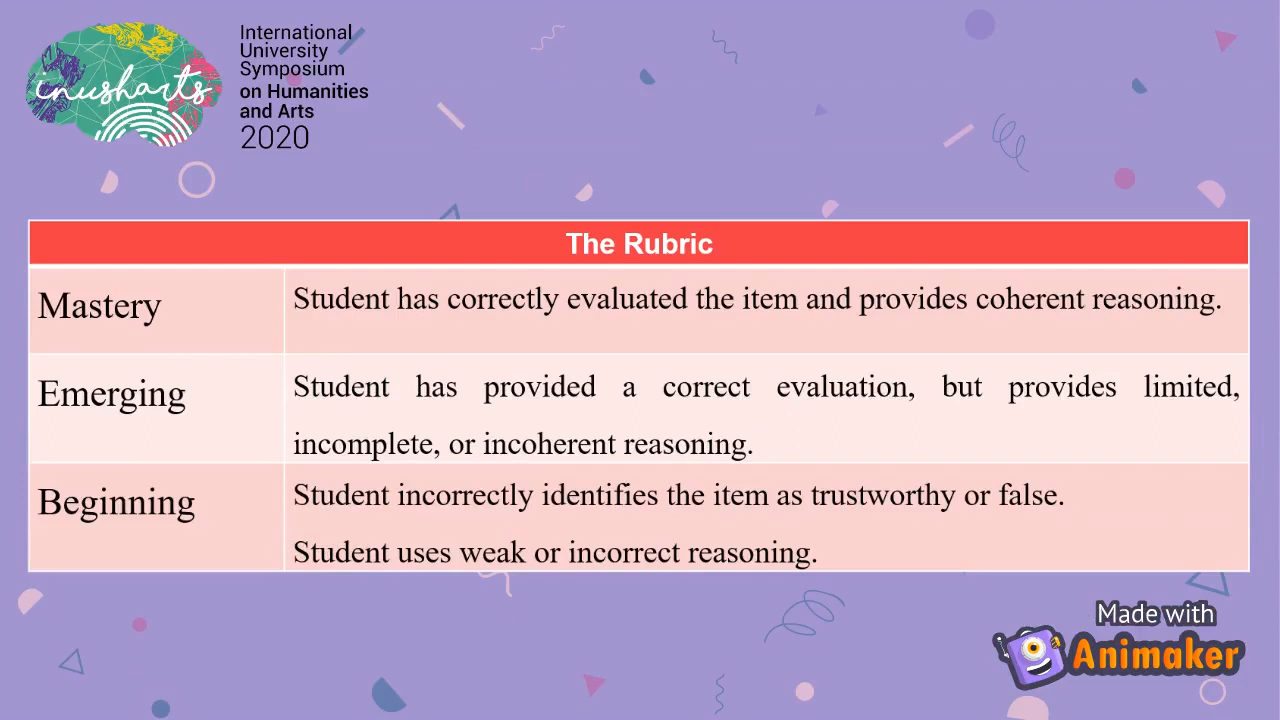 inusharts
International
University
Symposium
on Humanities
and Arts
2020
The Rubric
Mastery
Student has correctly evaluated the item and provides coherent reasoning.
Emerging
Student has provided a correct evaluation, but provides limited,
incomplete, or incoherent reasoning.
Beginning
Student incorrectly identifies the item as trustworthy or false.
Student uses weak or incorrect reasoning.
Made with
Animaker